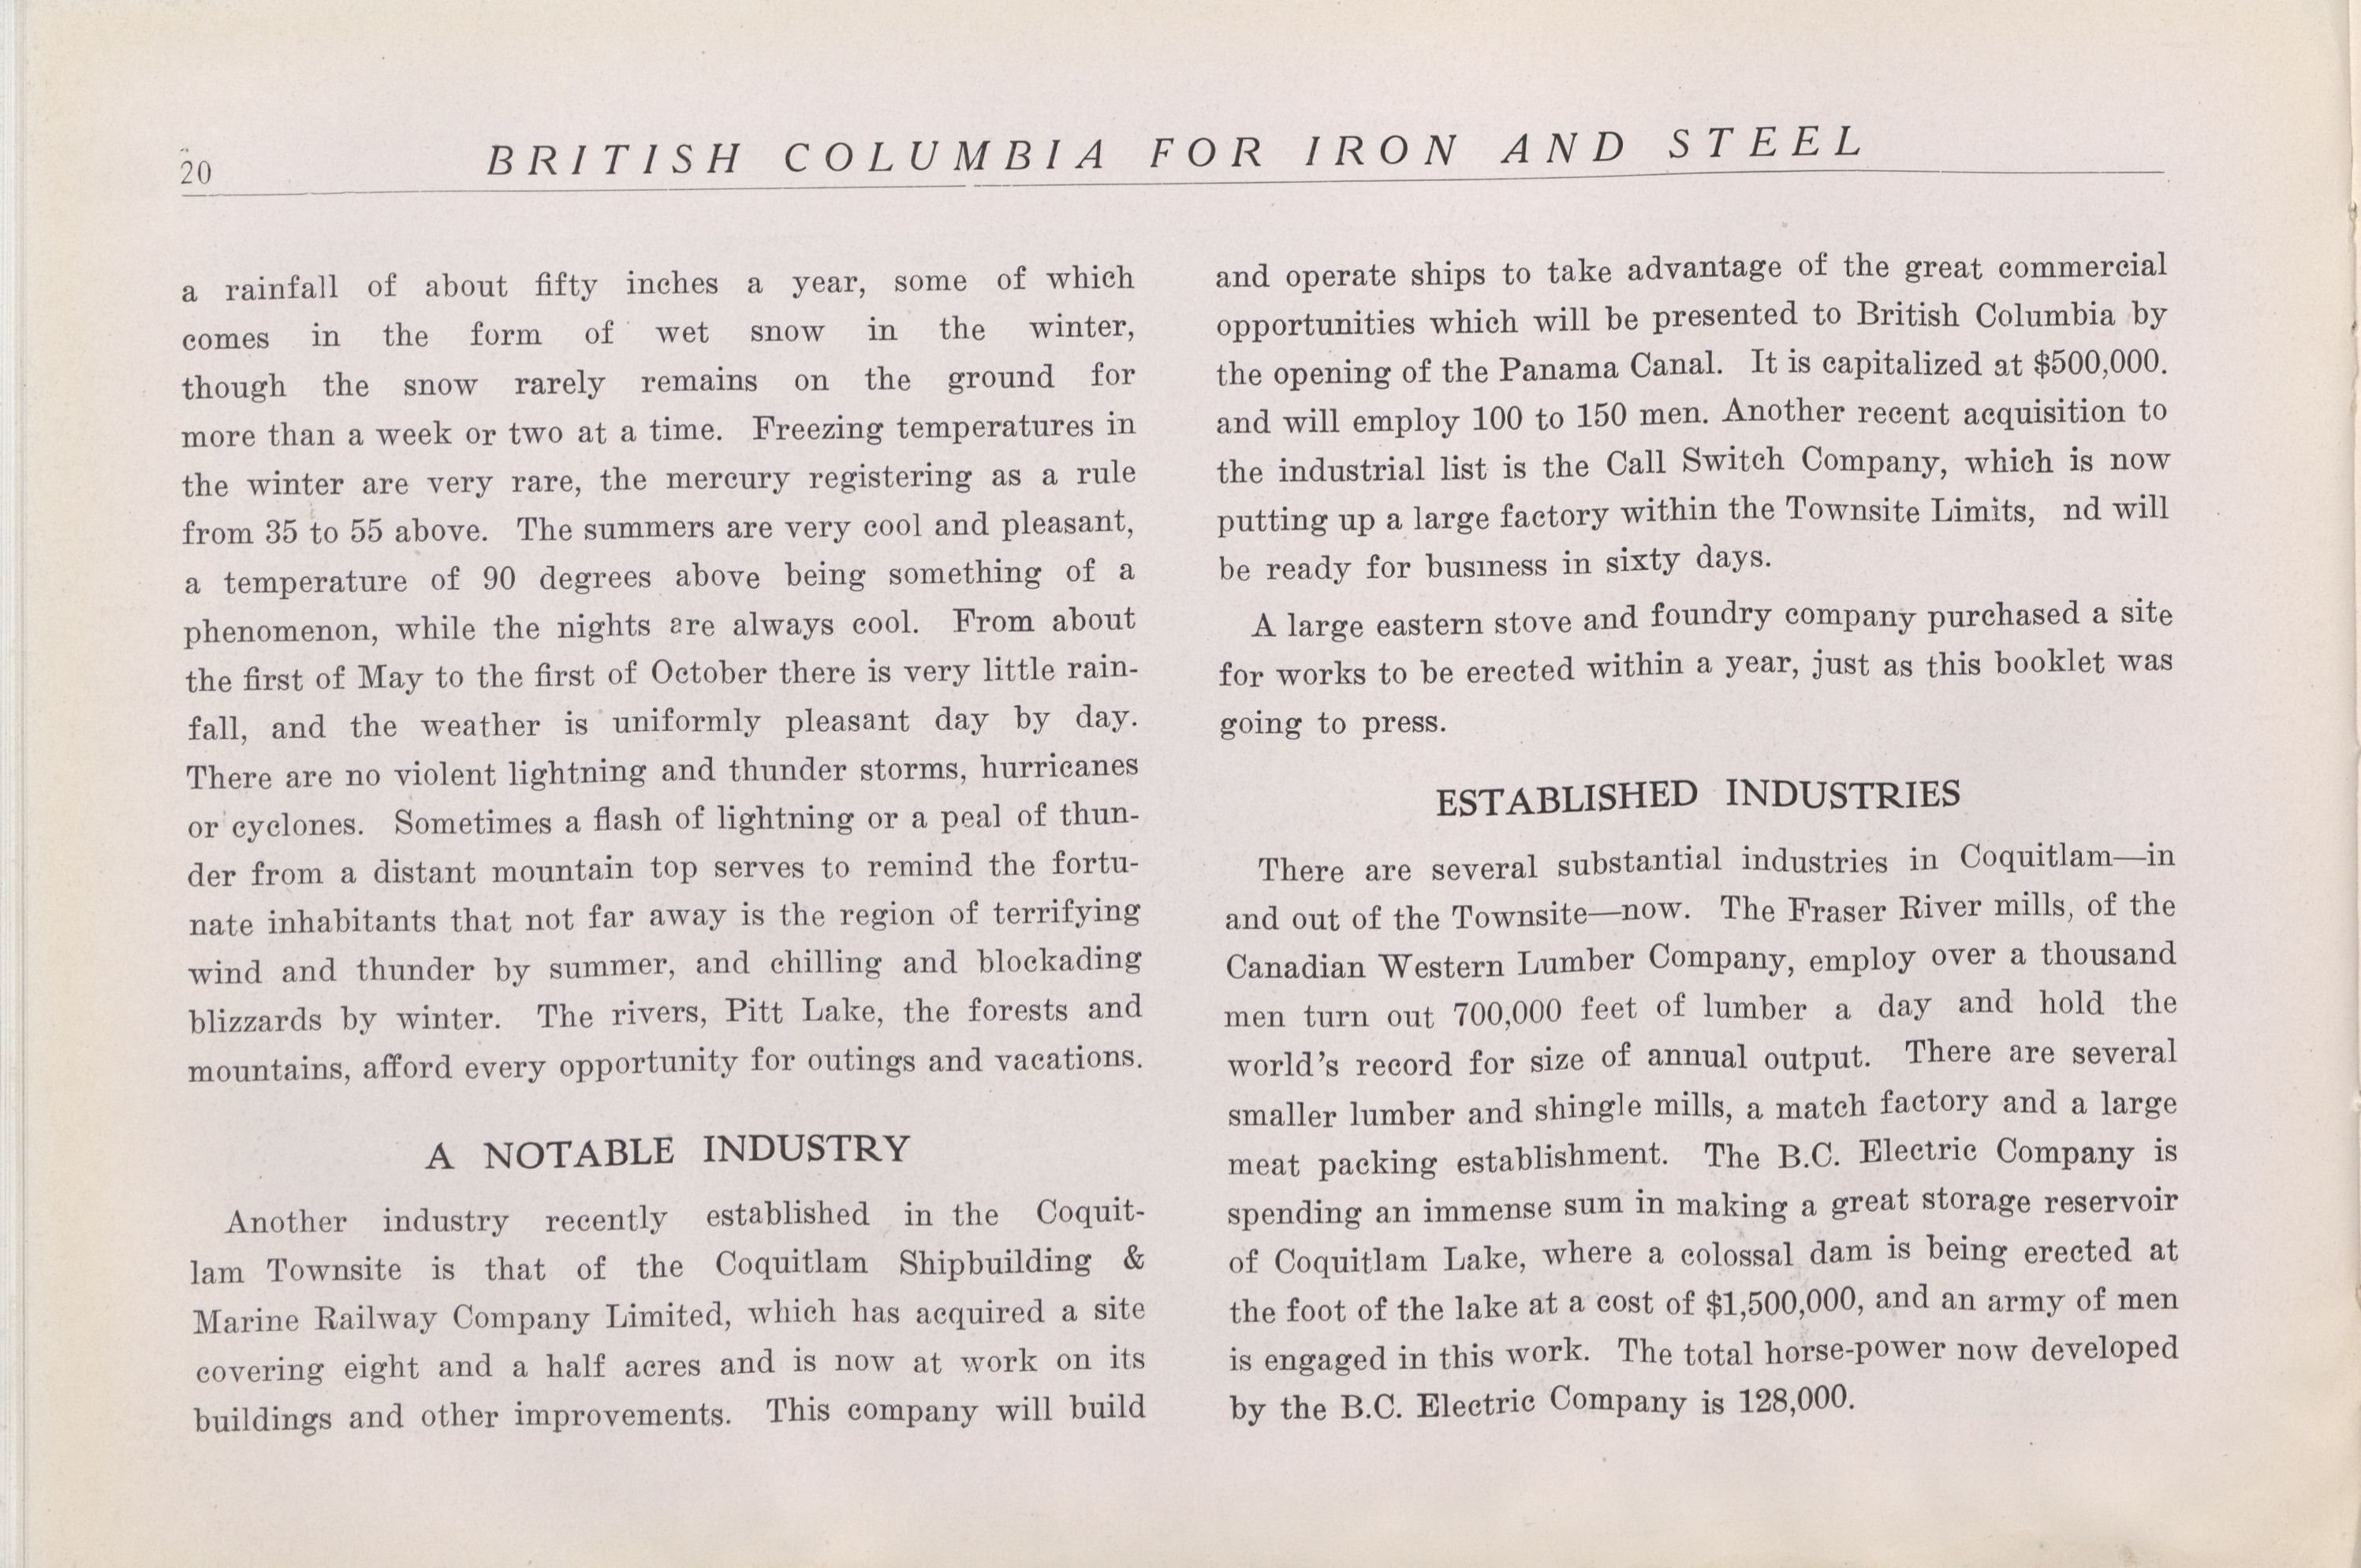 20
BRITISH COLUMBIA FOR IRON AND STEEL
a rainfall of about fifty inches a year, some of which
comes in the form of wet snow in the winter,
though the snow rarely remains on the ground for
more than a week or two at a time. Freezing temperatures in
the winter are very rare, the mercury registering as a rule
from 35 to 55 above. The summers are very cool and pleasant,
a temperature of 90 degrees above being something of a
phenomenon, while the nights are always cool. From about
the first of May to the first of October there is very little rain-
fall, and the weather is uniformly pleasant day by day.
There are no violent lightning and thunder storms, hurricanes
or cyclones. Sometimes a flash of lightning or a peal of thun-
der from a distant mountain top serves to remind the fortu-
nate inhabitants that not far away is the region of terrifying
wind and thunder by summer, and chilling and blockading
blizzards by winter. The rivers, Pitt Lake, the forests and
mountains, afford every opportunity for outings and vacations.
A NOTABLE INDUSTRY
Another industry recently established in the Coquit-
lam Townsite is that of the Coquitlam Shipbuilding &
Marine Railway Company Limited, which has acquired a site
covering eight and a half acres and is now at work on its
buildings and other improvements. This company will build
and operate ships to take advantage of the great commercial
opportunities which will be presented to British Columbia by
the opening of the Panama Canal. It is capitalized at $500,000.
and will employ 100 to 150 men. Another recent acquisition to
the industrial list is the Call Switch Company, which is now
putting up a large factory within the Townsite Limits, nd will
be ready for business in sixty days.
A large eastern stove and foundry company purchased a site
for works to be erected within a year, just as this booklet was
going to press.
ESTABLISHED INDUSTRIES
There are several substantial industries in Coquitlam—in
and out of the Townsite—now. The Fraser River mills, of the
Canadian Western Lumber Company, employ over a thousand
men turn out 700,000 feet of lumber a day and hold the
world's record for size of annual output. There are several
smaller lumber and shingle mills, a match factory and a large
meat packing establishment. The B.C. Electric Company is
spending an immense sum in making a great storage reservoir
of Coquitlam Lake, where a colossal dam is being erected at
the foot of the lake at a cost of $1,500,000, and an army of men
is engaged in this work. The total horse-power now developed
by the B.C. Electric Company is 128,000.